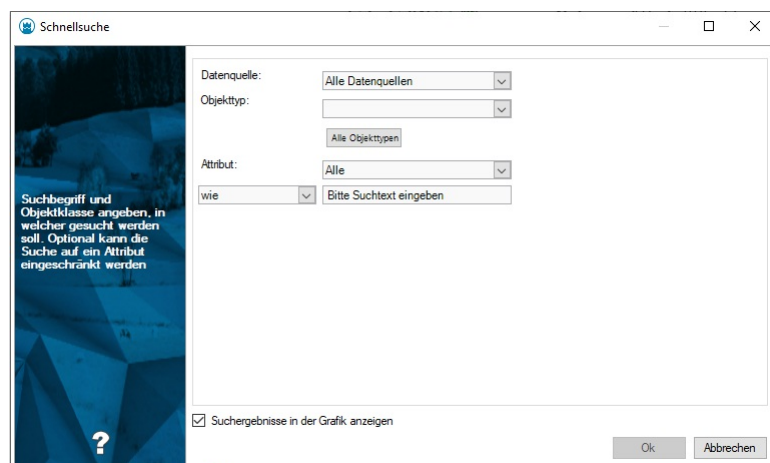 Schnellsuche
Datenquelle:
Alle Datenquellen
Objekttyp:
Alle Objekttypen
Attribut:
Alle
wie
Bitte Suchtext eingeben
Suchbegriff und
Objektklasse angeben, in
welcher gesucht werden
soll. Optional kann die
Suche auf ein Attribut
eingeschränkt werden
Suchergebnisse in der Grafik anzeigen
?
Ok
Abbrechen